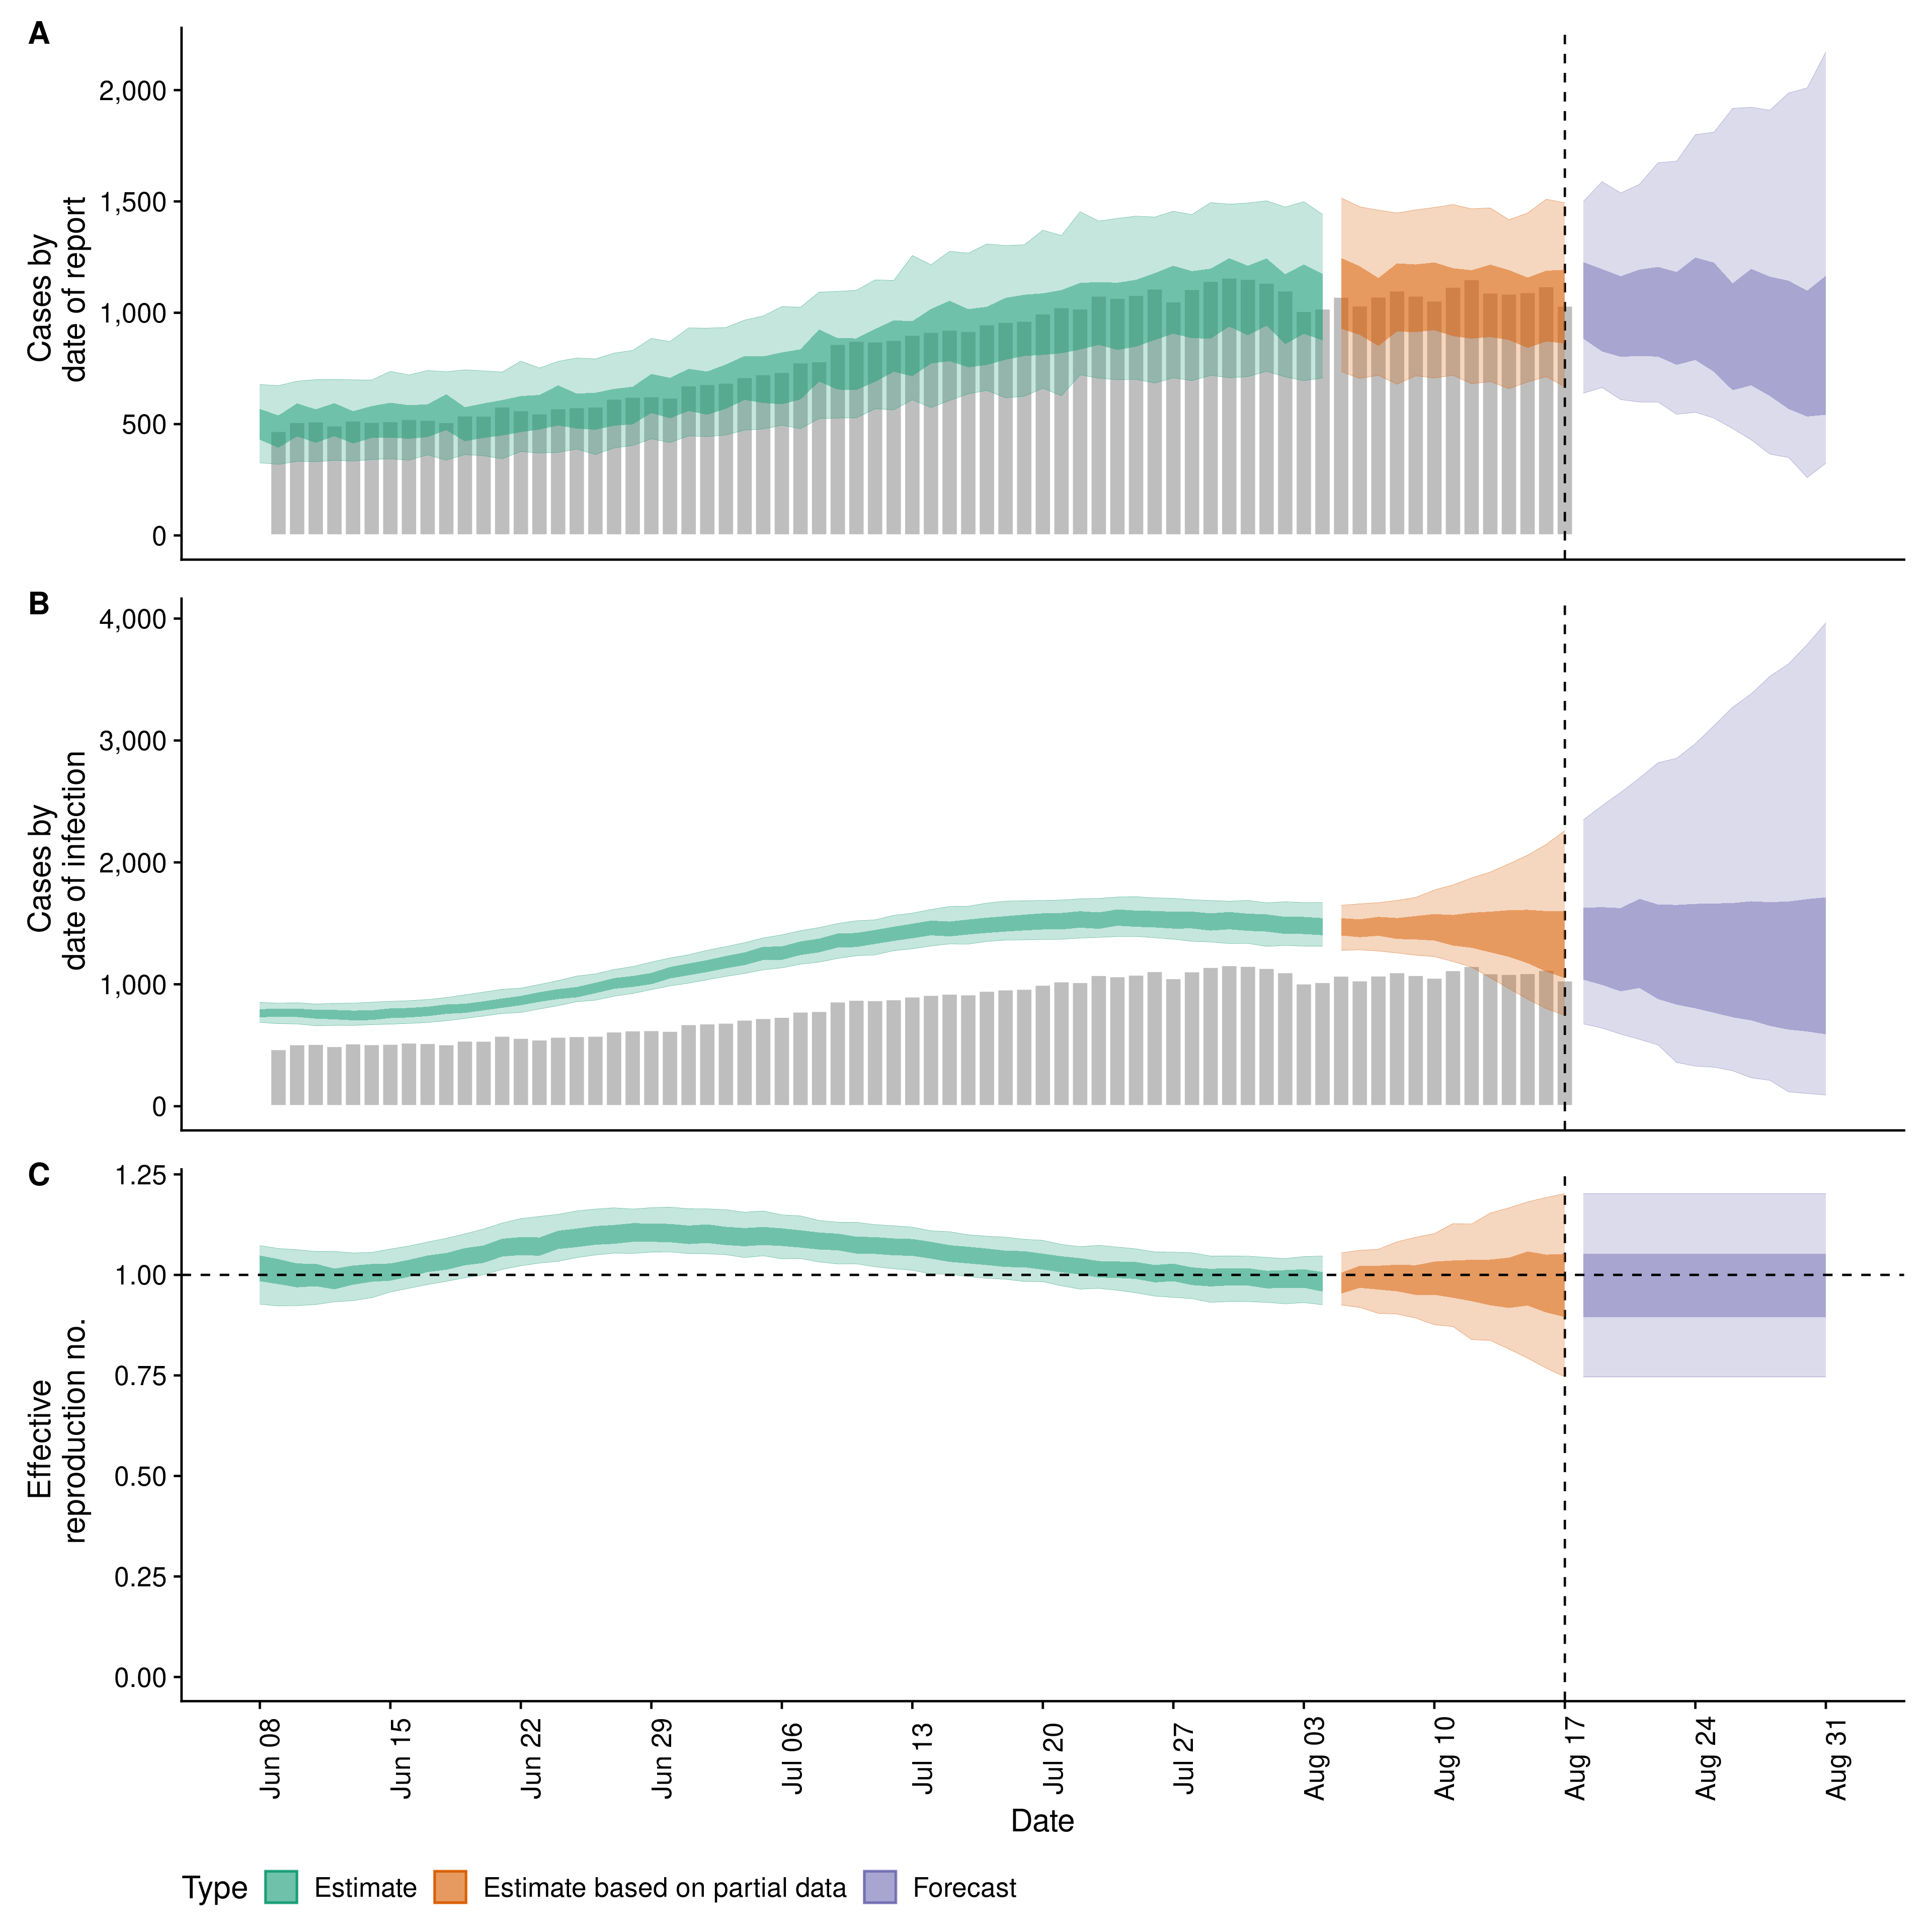 A
Cases by
date of report
2,000
1,500
1,000
500
0
B
Cases by
date of infection
4,000
3,000
2,000
1,000
0
C
Effective
reproduction no.
1.25
1.00
0.75
0.50
0.25
0.00
Jun 08
Jun 15
Jun 22
Jun 29
Jul 06
Jul 13
Jul 20
Jul 27
Aug 03
Aug 10
Aug 17
Aug 24
Aug 31
Date
Type Estimate Estimate based on partial data Forecast